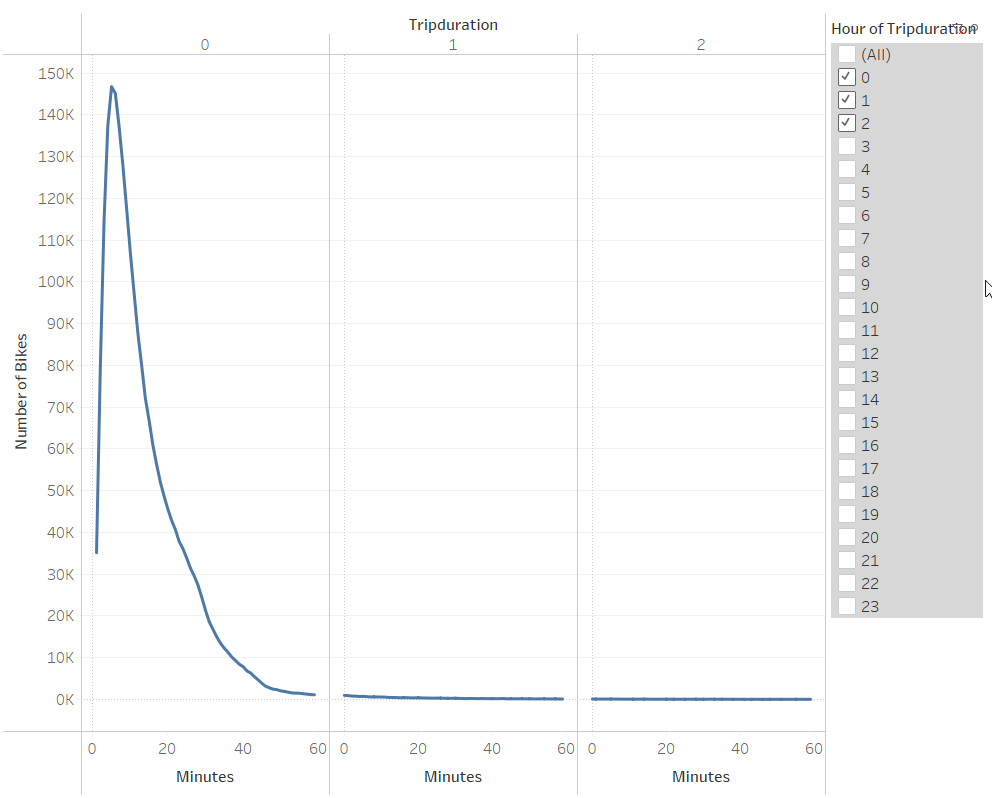 Tripduration
0 1 2
150K
140K
130K
120K
110K
100K
90K
80K
70K
60K
50K
40K
30K
20K
10K
0K
Number of Bikes
0 20 40 60 0 20 40 60 0 20 40 60
Minutes Minutes Minutes
Hour of Tripduration
(All)
0
1
2
3
4
5
6
7
8
9
10
11
12
13
14
15
16
17
18
19
20
21
22
23